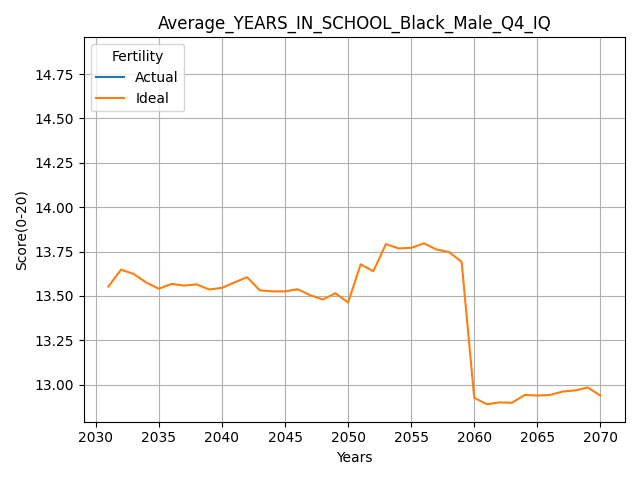 Average_YEARS_IN_SCHOOL_Black_Male_Q4_IQ
Fertility
Actual
Ideal
Score(0-20)
14.75
14.50
14.25
14.00
13.75
13.50
13.25
13.00
2030 2035 2040 2045 2050 2055 2060 2065 2070
Years